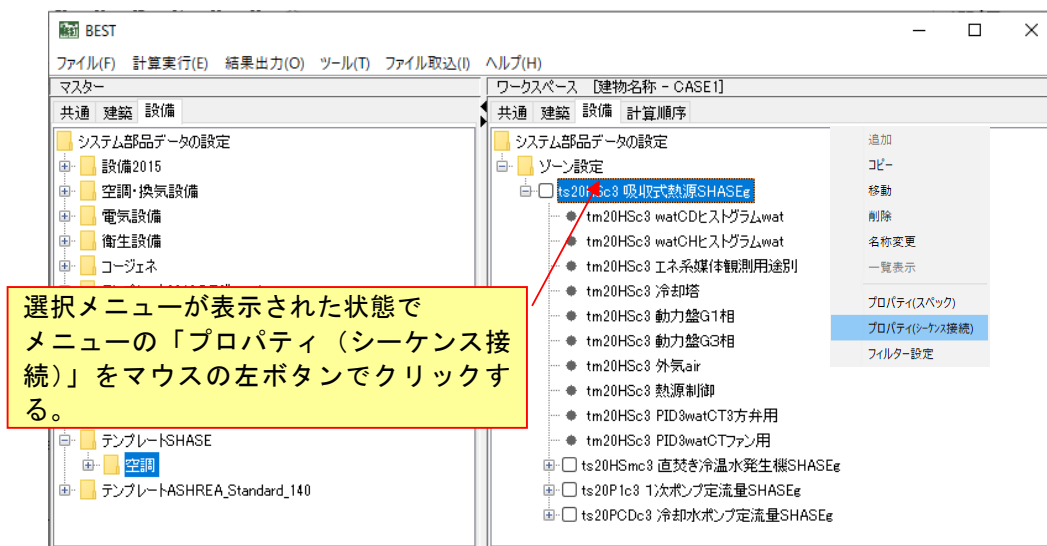 BEST
ファイル(F) 計算実行(E) 結果出力(O) ツール(T) ファイル取込(I) ヘルプ(H)
マスター
共通 建築 設備
システム部品データの設定
設備2015
空調・換気設備
電気設備
衛生設備
コージェネ
選択メニューが表示された状態で
メニューの「プロパティ（シーケンス接
続）」をマウスの左ボタンでクリックす
る。
テンプレートSHASE
空調
テンプレートASHREA_Standard_140
ワークスペース [建物名称 - CASE1]
共通 建築 設備 計算順序
システム部品データの設定
ゾーン設定
ts20HSc3 吸収式熱源SHASEg
tm20HSc3 watCDヒストグラムwat
tm20HSc3 watCHヒストグラムwat
tm20HSc3 エネ系媒体観測用途別
tm20HSc3 冷却塔
tm20HSc3 動力盤G1相
tm20HSc3 動力盤G3相
tm20HSc3 外気air
tm20HSc3 熱源制御
tm20HSc3 PID3watCT3方弁用
tm20HSc3 PID3watCTファン用
ts20HSmc3 直焚き冷温水発生機SHASEg
ts20P1c3 1次ポンプ定流量SHASEg
ts20PCDc3 冷却水ポンプ定流量SHASEg
追加
コピー
移動
削除
名称変更
一覧表示
プロパティ(スペック)
プロパティ(シーケンス接続)
フィルター設定